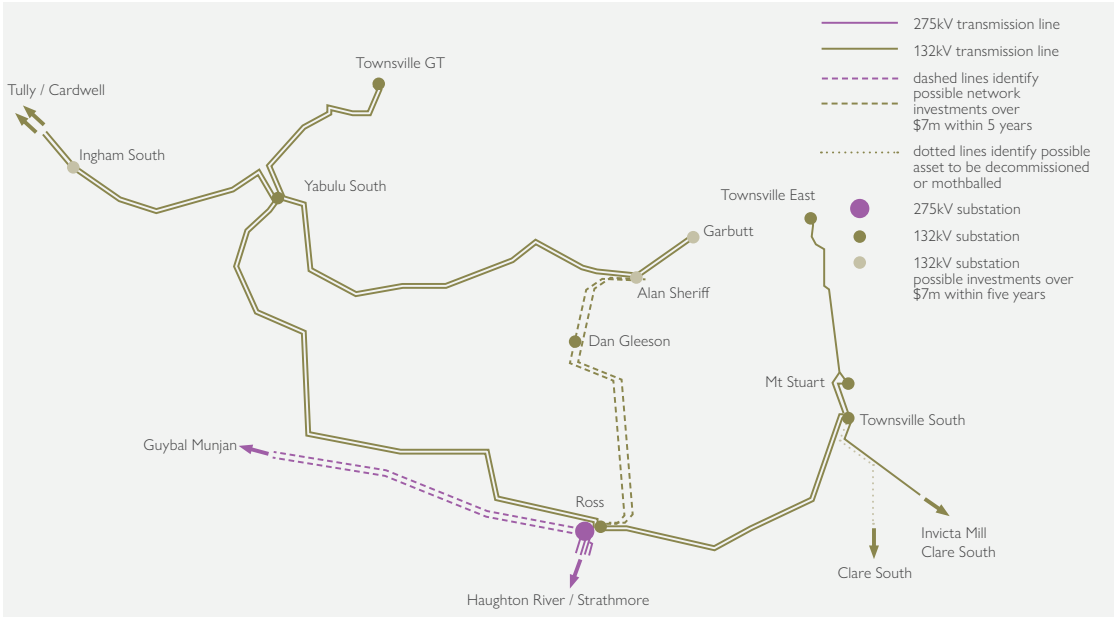 275kV transmission line
132kV transmission line
dashed lines identify
possible network
investments over
$7m within 5 years
dotted lines identify possible
asset to be decommissioned
or mothballed
275kV substation
132kV substation
132kV substation
possible investments over
$7m within five years
Townsville GT
Tully / Cardwell
Ingham South
Yabulu South
Townsville East
Garbutt
Alan Sheriff
Dan Gleeson
Mt Stuart
Townsville South
Guybal Munjan
Ross
Invicta Mill
Clare South
Clare South
Haughton River / Strathmore